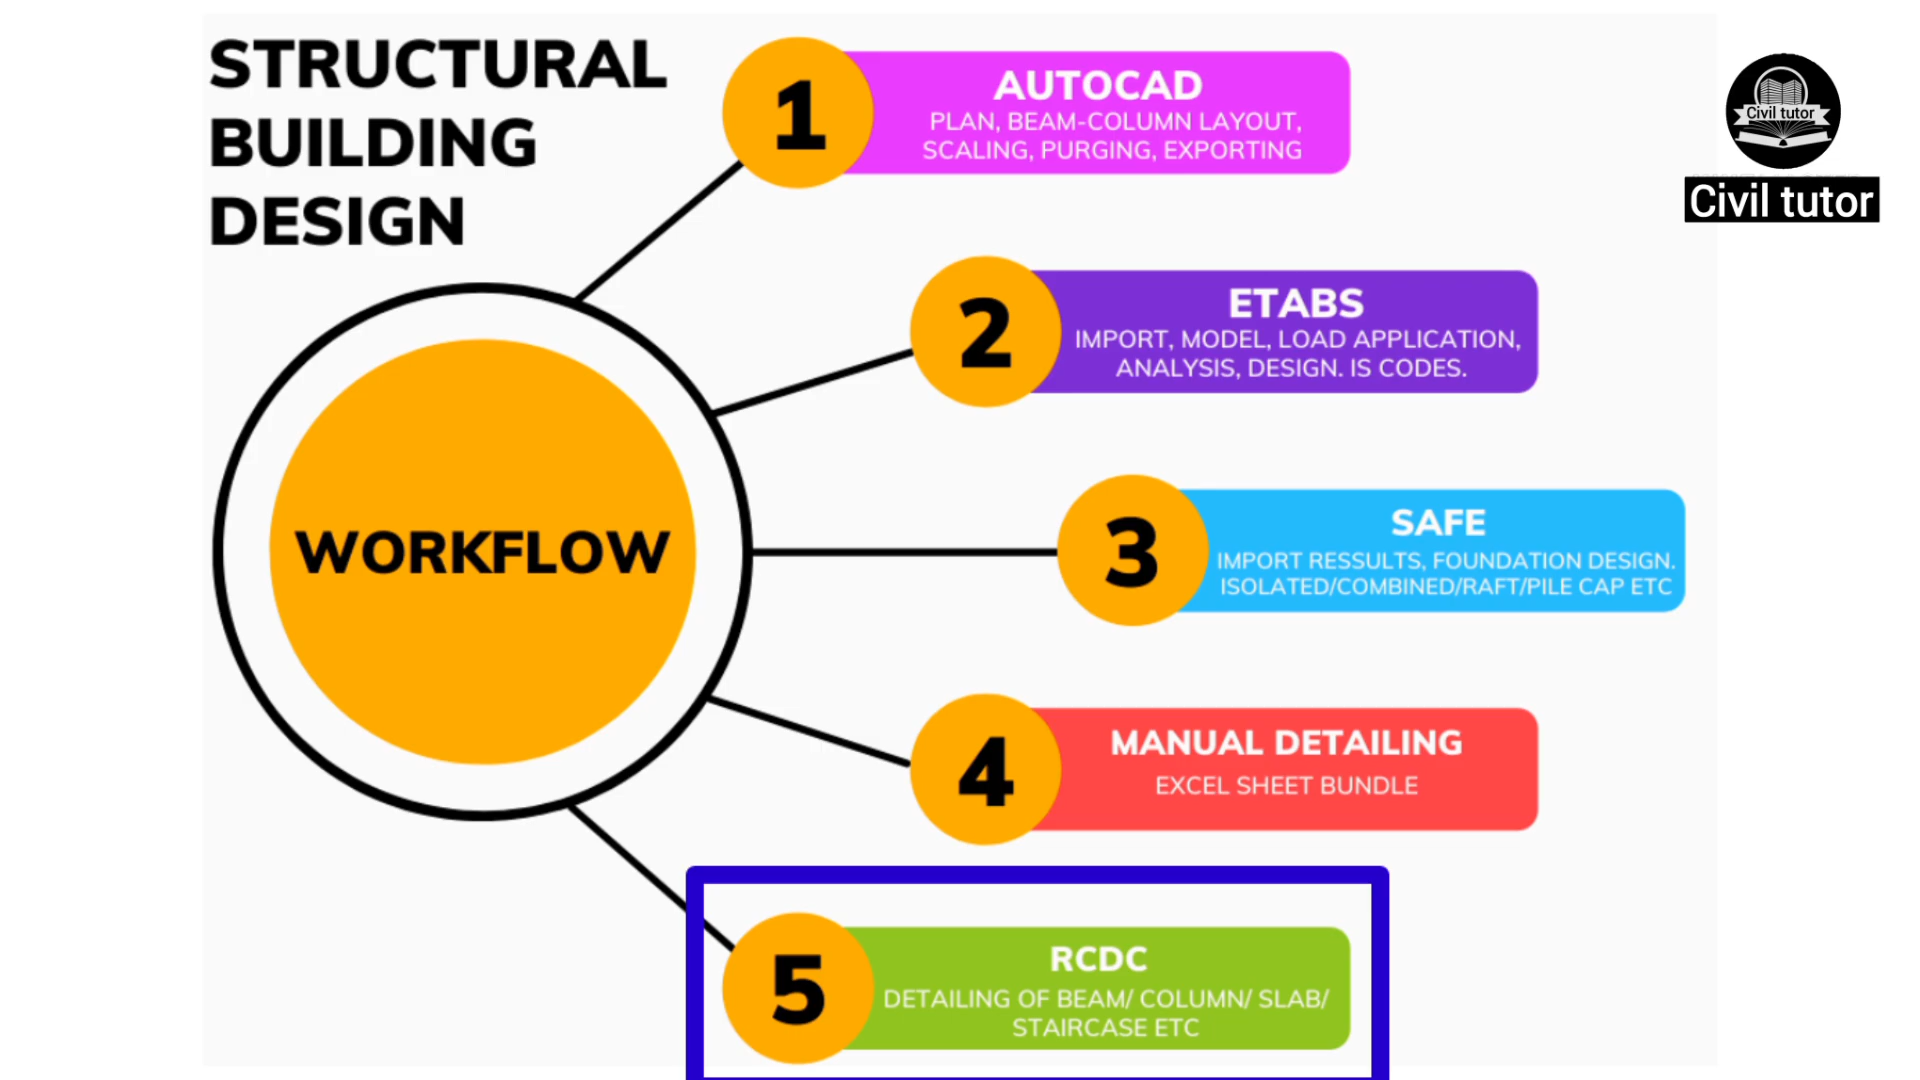 STRUCTURAL
BUILDING
DESIGN
WORKFLOW
1
AUTOCAD
PLAN, BEAM-COLUMN LAYOUT,
SCALING, PURGING, EXPORTING
2
ETABS
IMPORT, MODEL, LOAD APPLICATION,
ANALYSIS, DESIGN. IS CODES.
3
SAFE
IMPORT RESSULTS, FOUNDATION DESIGN.
ISOLATED/COMBINED/RAFT/PILE CAP ETC
4
MANUAL DETAILING
EXCEL SHEET BUNDLE
5
RCDC
DETAILING OF BEAM/ COLUMN/ SLAB/
STAIRCASE ETC
Civil tutor
Civil tutor